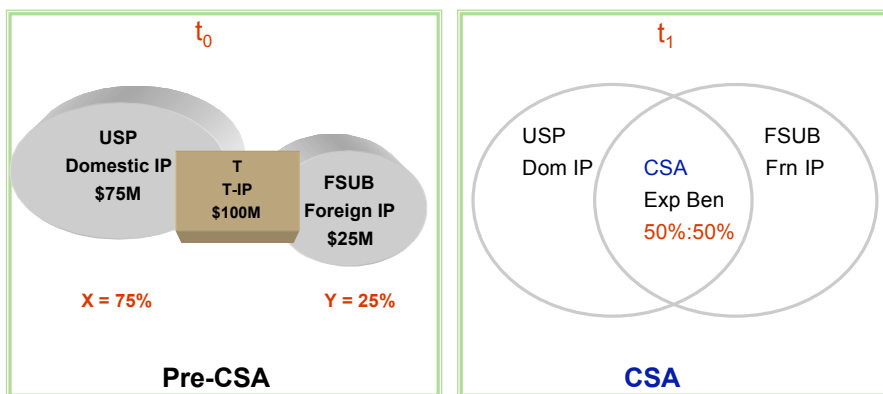 t0
USP
Domestic IP
$75M
T
T-IP
$100M
FSUB
Foreign IP
$25M
X = 75%
Y = 25%
Pre-CSA
t1
USP
Dom IP
CSA
Exp Ben
50%:50%
FSUB
Frn IP
CSA